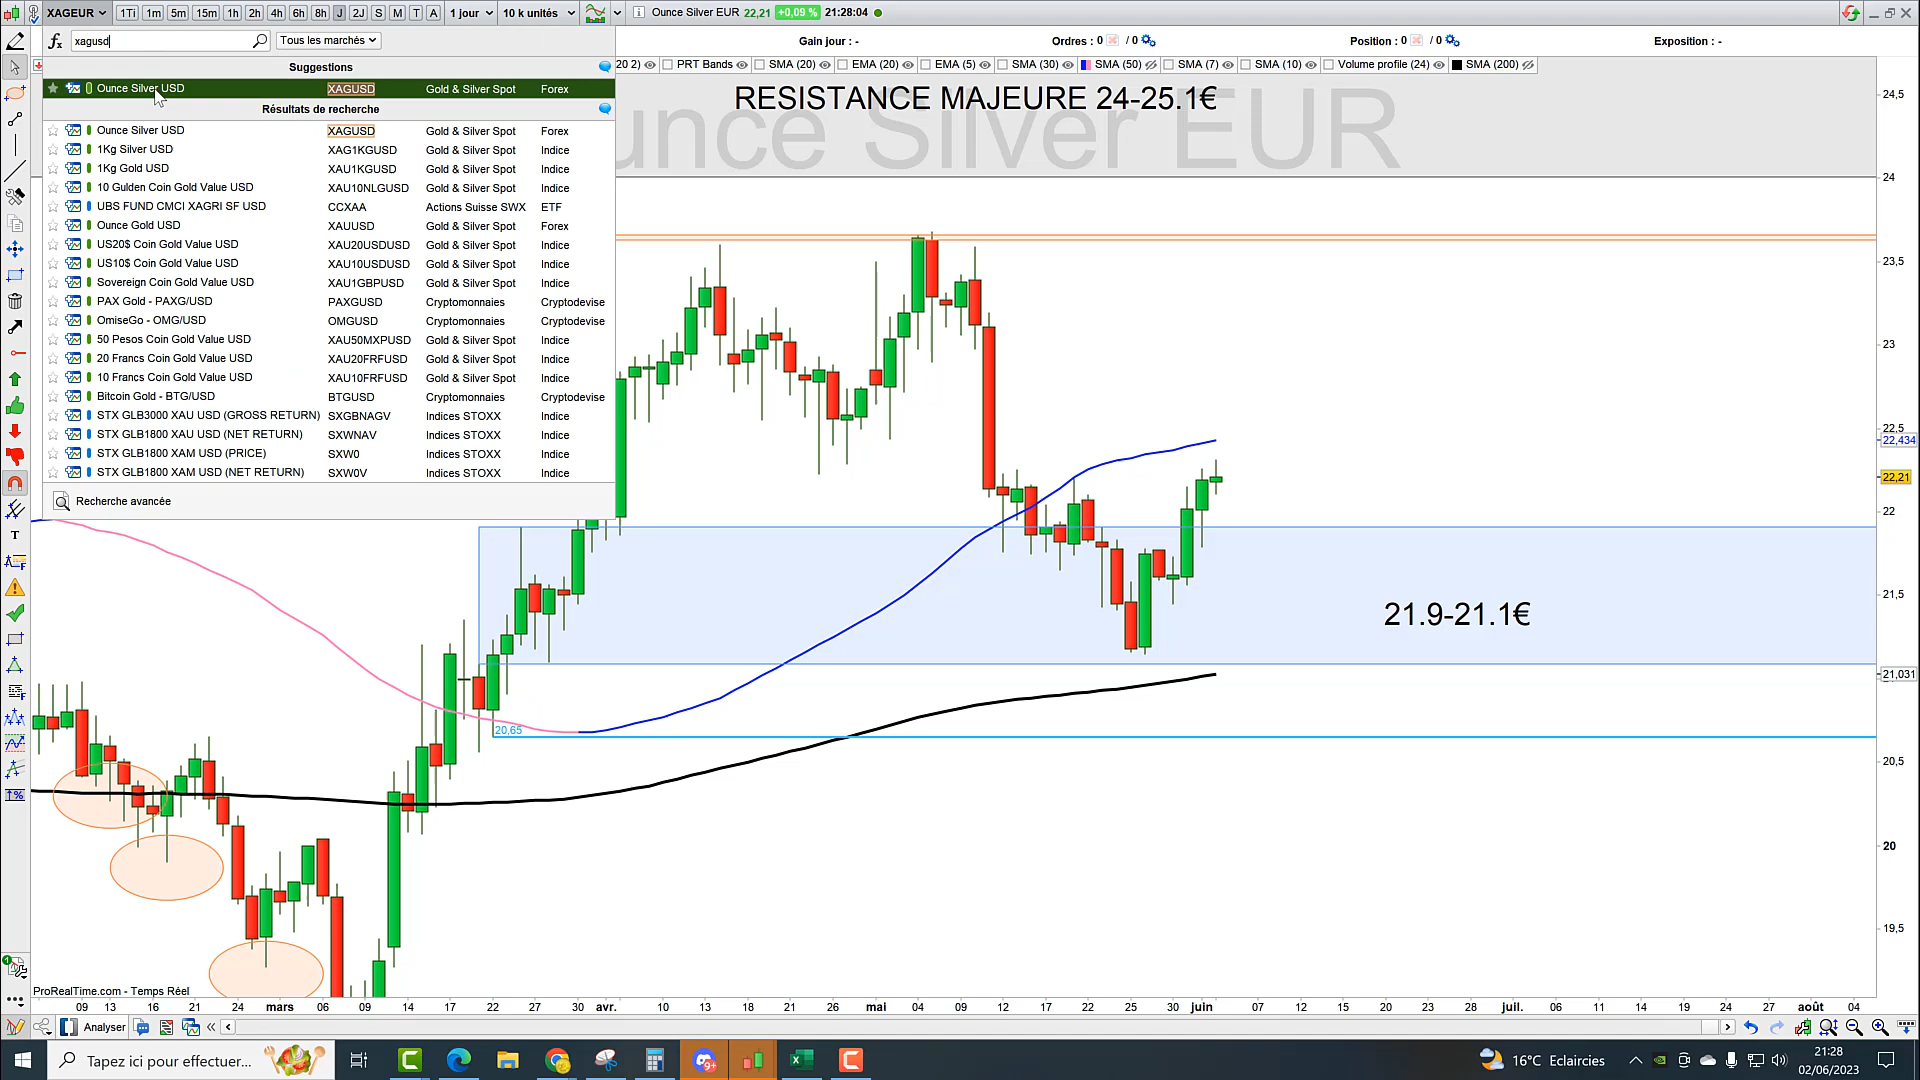 XAGEUR 1Ti 1m 5m 15m 1h 2h 4h 6h 8h J 2J S M T A 1 jour 10 k unités Ounce Silver EUR 22,21 +0,09 % 21:28:04
xagusd Tous les marchés Gain jour : - Ordres : 0 / 0 Position : 0 / 0 Exposition : -
Suggestions 20 2) PRT Bands SMA (20) EMA (20) EMA (5) SMA (30) SMA (50) SMA (7) SMA (10) Volume profile (24) SMA (200)
Ounce Silver USD XAGUSD Gold & Silver Spot Forex
RESISTANCE MAJEURE 24-25.1€
unce Silver EUR
Résultats de recherche
Ounce Silver USD XAGUSD Gold & Silver Spot Forex
1Kg Silver USD XAG1KGUSD Gold & Silver Spot Indice
1Kg Gold USD XAU1KGUSD Gold & Silver Spot Indice
10 Gulden Coin Gold Value USD XAU10NLGUSD Gold & Silver Spot Indice
UBS FUND CMCI XAGRI SF USD CCXAA Actions Suisse SWX ETF
Ounce Gold USD XAUUSD Gold & Silver Spot Forex
US20$ Coin Gold Value USD XAU20USDUSD Gold & Silver Spot Indice
US10$ Coin Gold Value USD XAU10USDUSD Gold & Silver Spot Indice
Sovereign Coin Gold Value USD XAU1GBPUSD Gold & Silver Spot Indice
PAX Gold - PAXG/USD PAXGUSD Cryptomonnaies Cryptodevise
OmiseGo - OMG/USD OMGUSD Cryptomonnaies Cryptodevise
50 Pesos Coin Gold Value USD XAU50MXPUSD Gold & Silver Spot Indice
20 Francs Coin Gold Value USD XAU20FRFUSD Gold & Silver Spot Indice
10 Francs Coin Gold Value USD XAU10FRFUSD Gold & Silver Spot Indice
Bitcoin Gold - BTG/USD BTGUSD Cryptomonnaies Cryptodevise
STX GLB3000 XAU USD (GROSS RETURN) SXGBNAGV Indices STOXX Indice
STX GLB1800 XAU USD (NET RETURN) SXWNAV Indices STOXX Indice
STX GLB1800 XAM USD (PRICE) SXW0 Indices STOXX Indice
STX GLB1800 XAM USD (NET RETURN) SXW0V Indices STOXX Indice
Recherche avancée
24,5
24
23,5
23
22,5
22,434
22,21
22
21,5
21.9-21.1€
21,031
20,65
20,5
20
19,5
ProRealTime.com - Temps Réel
09 13 16 21 24 mars 06 09 14 17 22 27 30 avr. 10 13 18 21 26 mai 04 09 12 17 22 25 30 juin 07 12 15 20 23 28 juil. 06 11 14 19 24 27 août 04
Analyser
Tapez ici pour effectuer... 9+ 16°C Eclaircies 21:28
02/06/2023